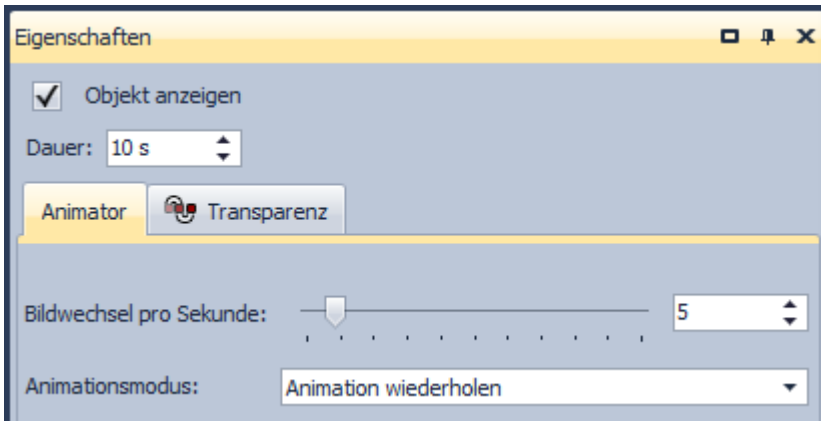 Eigenschaften
Objekt anzeigen
Dauer: 10 s
Animator Transparenz
Bildwechsel pro Sekunde: 5
Animationsmodus: Animation wiederholen